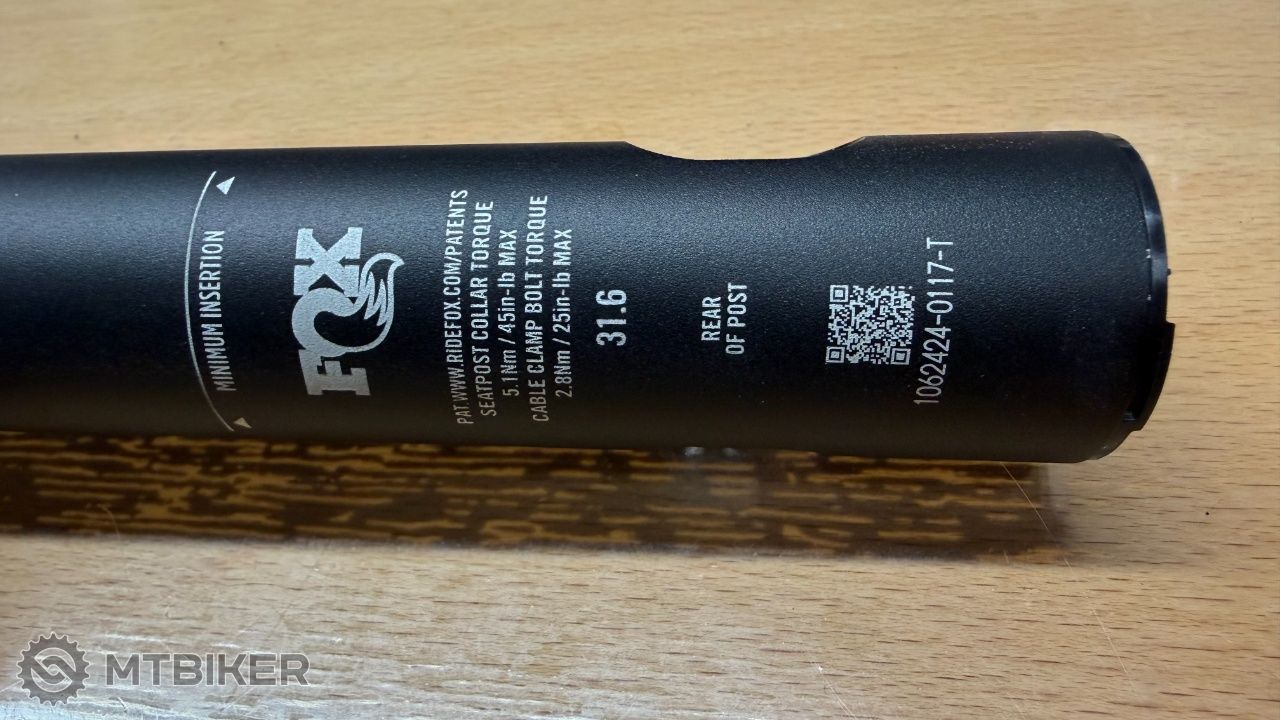 MINIMUM INSERTION
FOX
PAT WWW.RIDEFOX.COM/PATENTS
SEATPOST COLLAR TORQUE
5.1Nm / 45in-lb MAX
CABLE CLAMP BOLT TORQUE
2.8Nm / 25in-lb MAX
31.6
REAR
OF POST
1062424-0117-T
MTBIKER